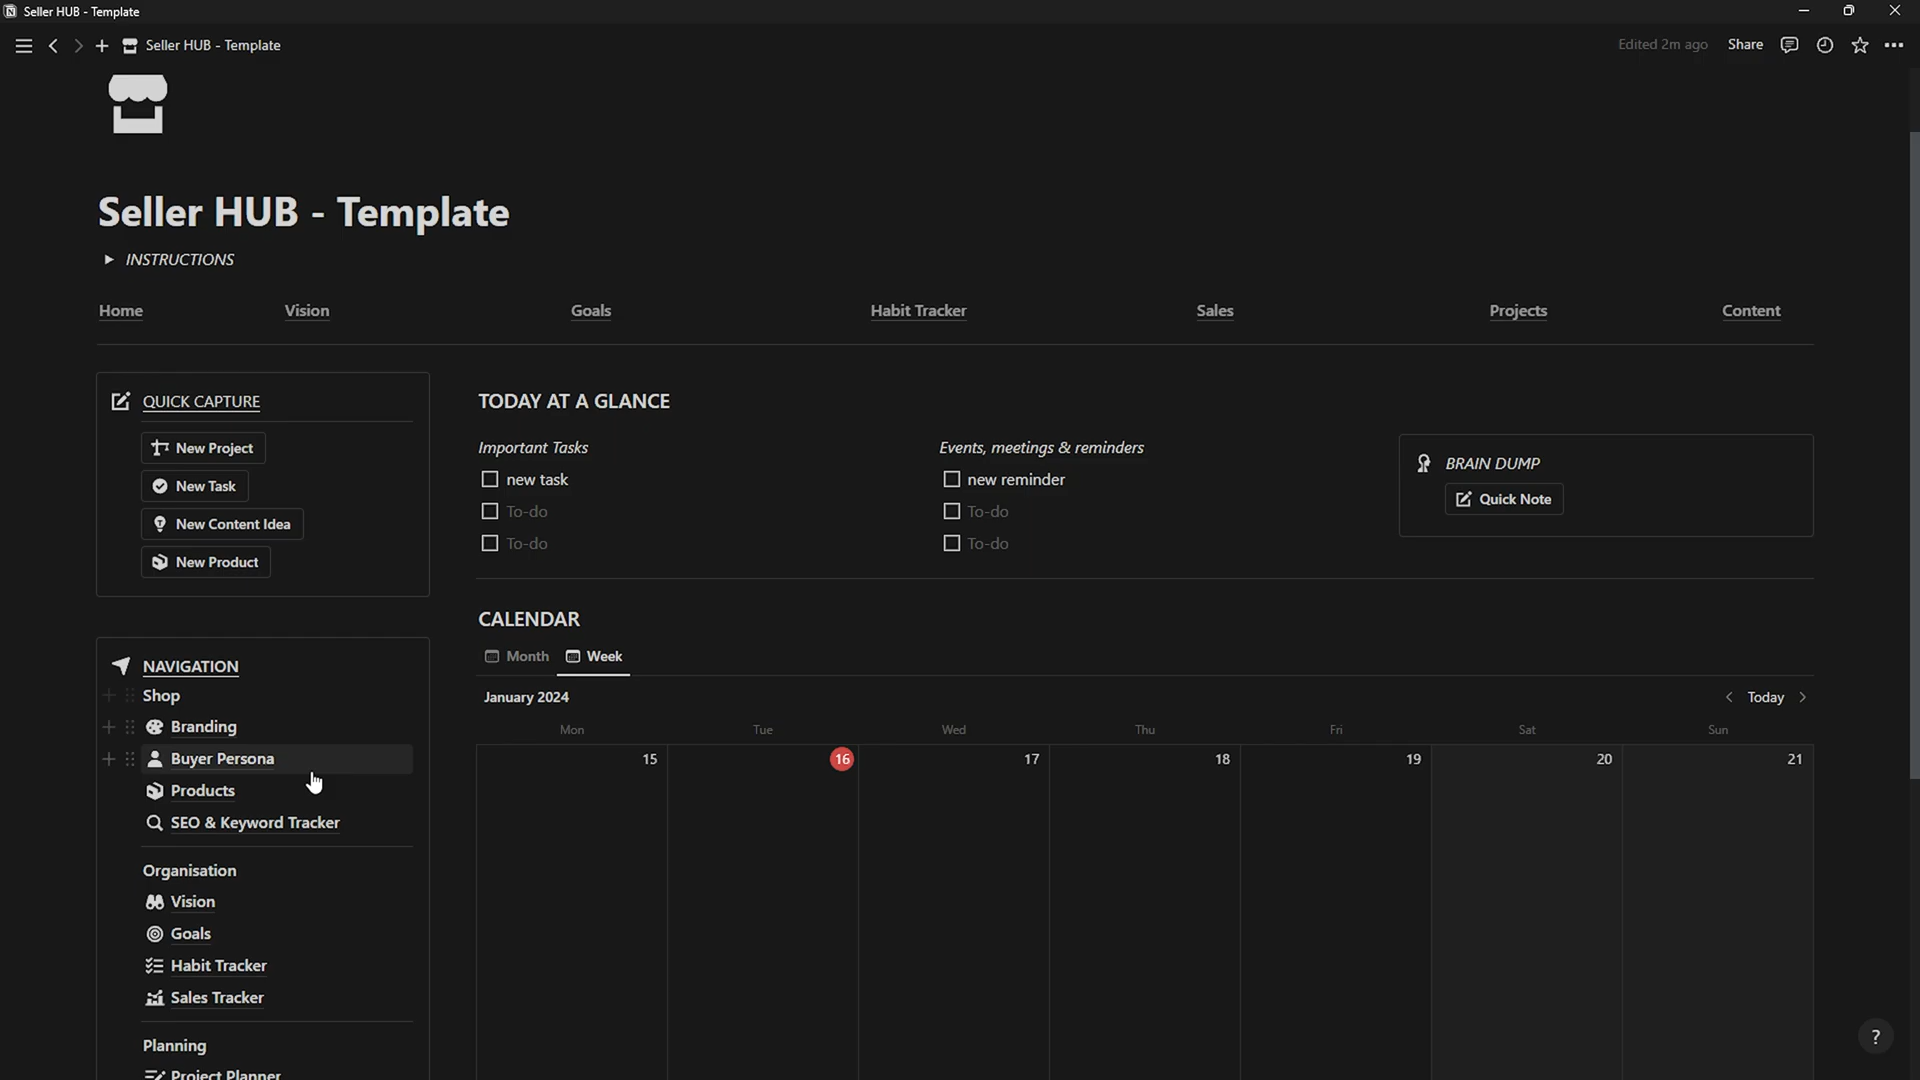 Seller HUB - Template
Seller HUB - Template
Edited 2m ago Share
Seller HUB - Template
INSTRUCTIONS
Home Vision Goals Habit Tracker Sales Projects Content
QUICK CAPTURE
New Project
New Task
New Content Idea
New Product
NAVIGATION
Shop
Branding
Buyer Persona
Products
SEO & Keyword Tracker
Organisation
Vision
Goals
Habit Tracker
Sales Tracker
Planning
Project Planner
TODAY AT A GLANCE
Important Tasks
new task
To-do
To-do
Events, meetings & reminders
new reminder
To-do
To-do
BRAIN DUMP
Quick Note
CALENDAR
Month Week
January 2024 Today
Mon Tue Wed Thu Fri Sat Sun
15 16 17 18 19 20 21
?